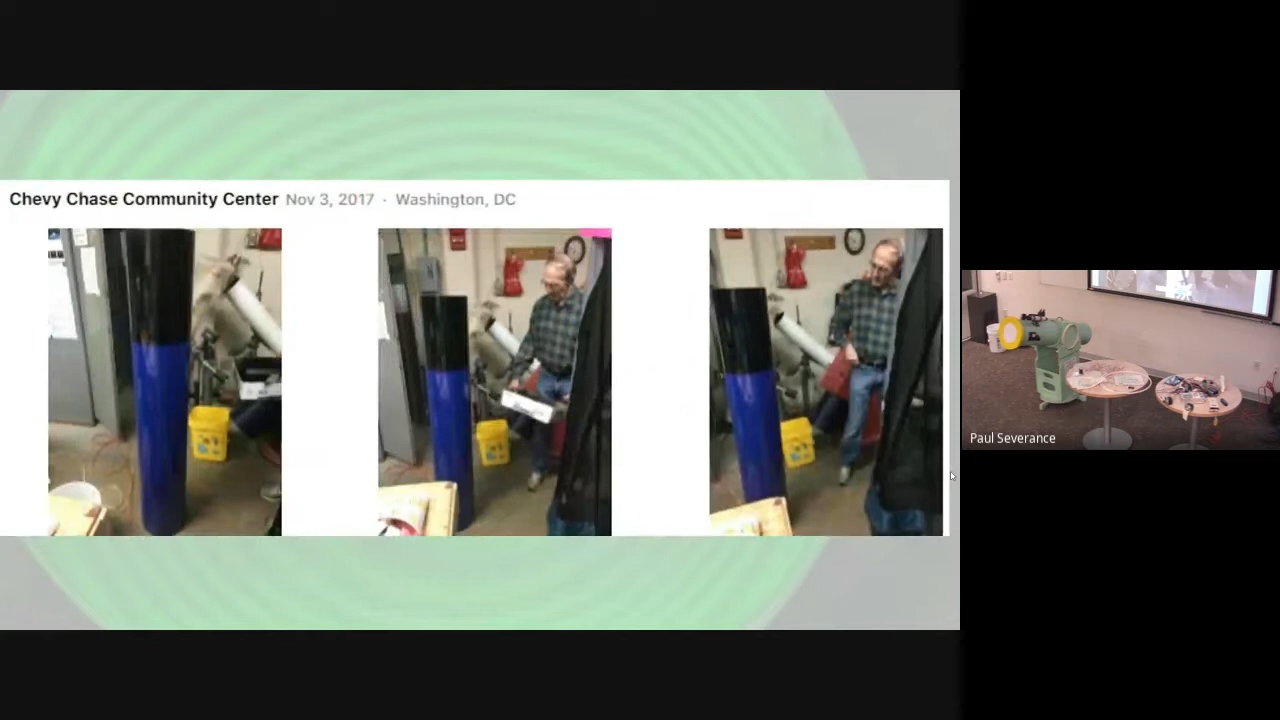 Chevy Chase Community Center Nov 3, 2017 · Washington, DC
Paul Severance